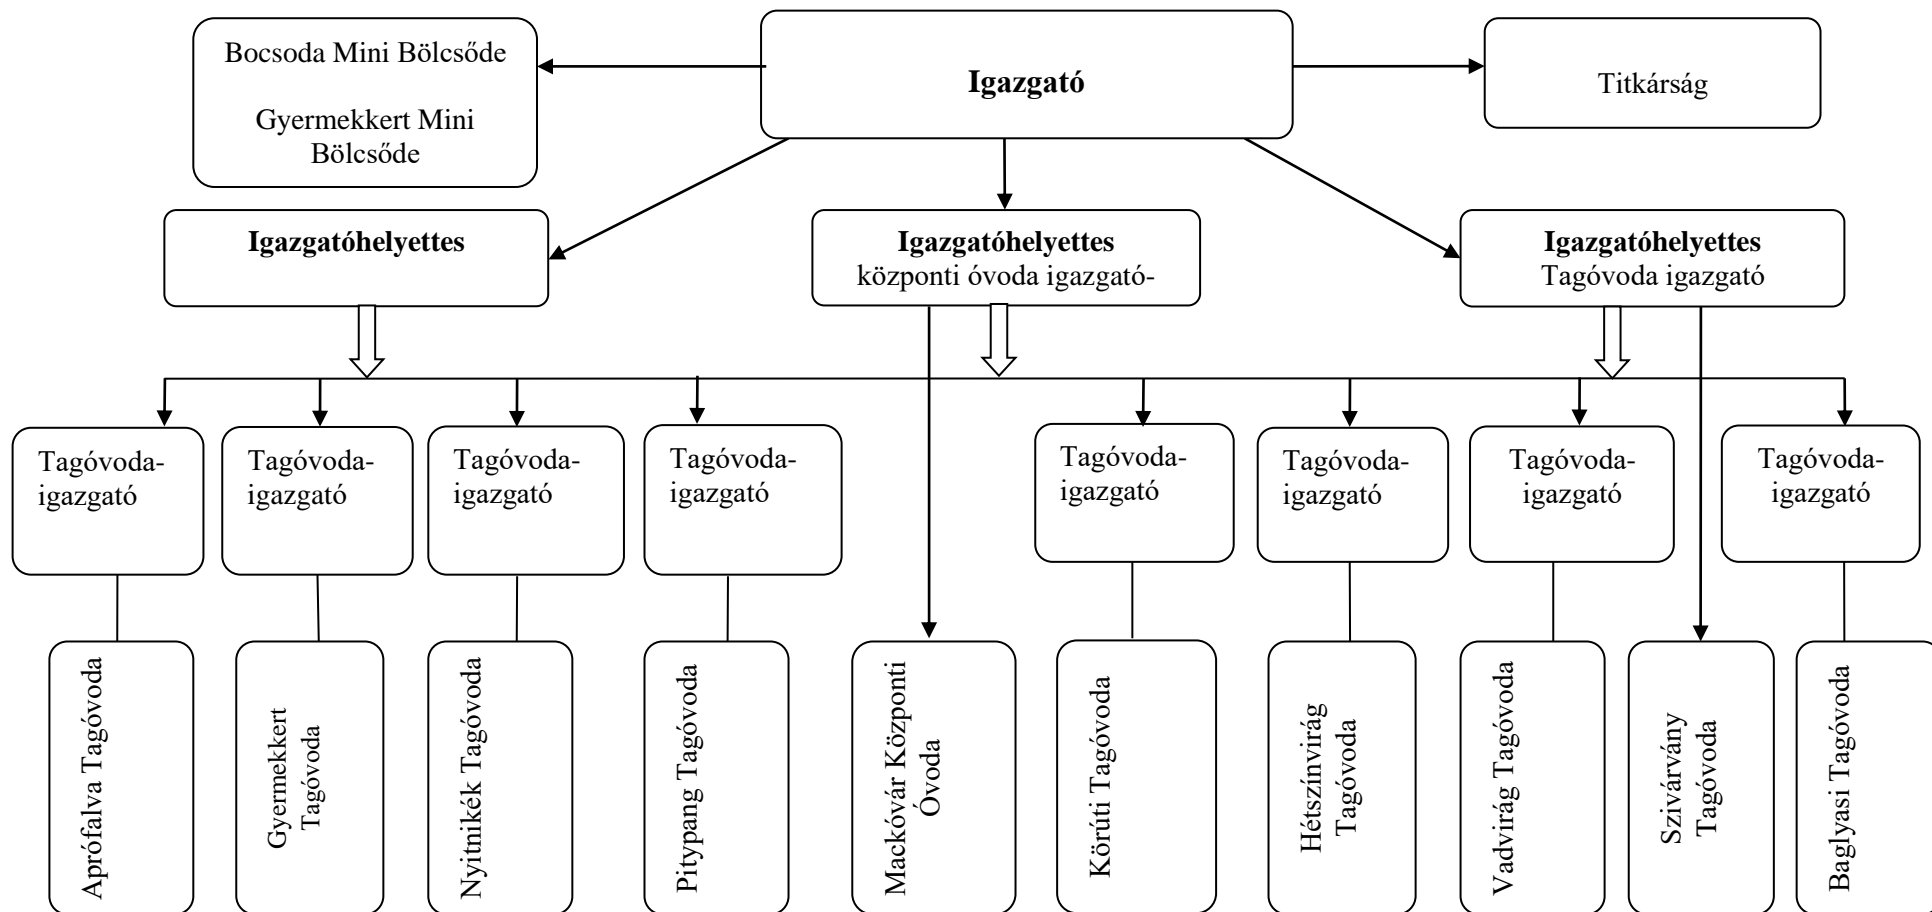 Bocsoda Mini Bölcsőde
Gyermekkert Mini
Bölcsőde
Igazgató
Titkárság
Igazgatóhelyettes
Igazgatóhelyettes
központi óvoda igazgató-
Igazgatóhelyettes
Tagóvoda igazgató
Tagóvoda-
igazgató
Tagóvoda-
igazgató
Tagóvoda-
igazgató
Tagóvoda-
igazgató
Tagóvoda-
igazgató
Tagóvoda-
igazgató
Tagóvoda-
igazgató
Tagóvoda-
igazgató
Aprófalva Tagóvoda
Gyermekkert
Tagóvoda
Nyitnikék Tagóvoda
Pitypang Tagóvoda
Mackóvár Központi
Óvoda
Körúti Tagóvoda
Hétszínvirág
Tagóvoda
Vadvirág Tagóvoda
Szivárvány
Tagóvoda
Baglyasi Tagóvoda